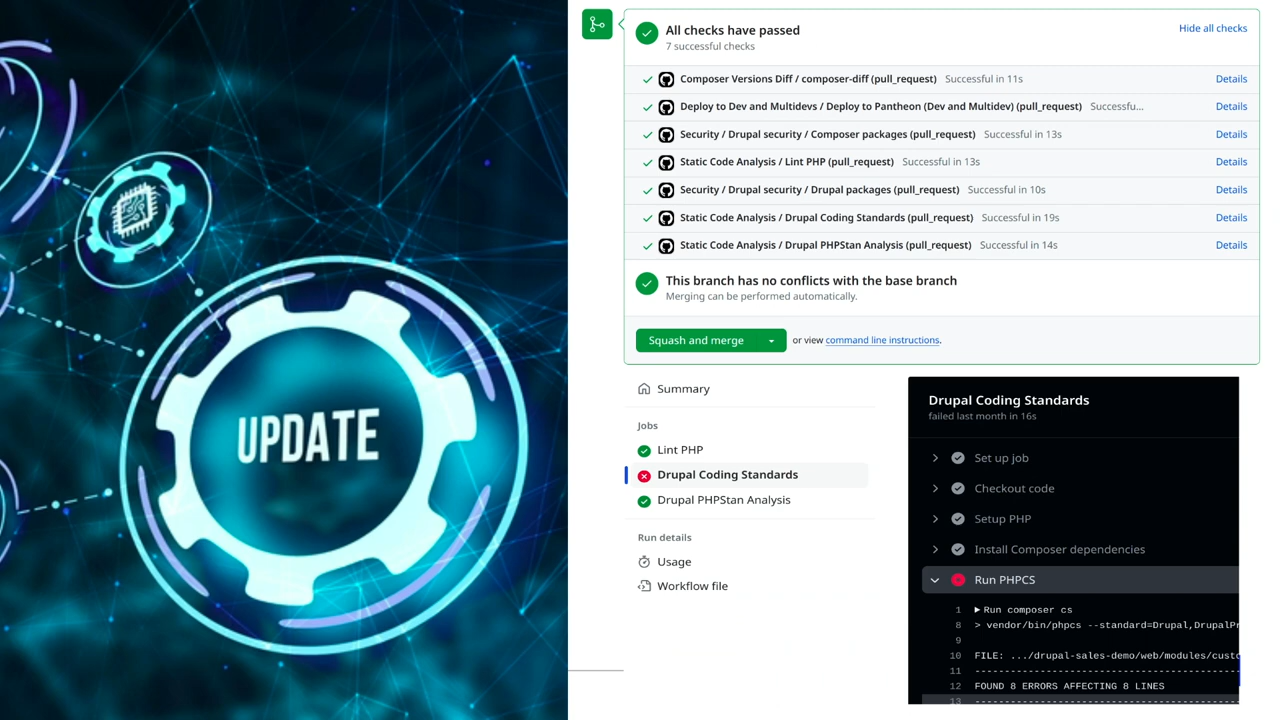 UPDATE
All checks have passed
7 successful checks
Hide all checks
Composer Versions Diff / composer-diff (pull_request) Successful in 11s Details
Deploy to Dev and Multidevs / Deploy to Pantheon (Dev and Multidev) (pull_request) Successfu... Details
Security / Drupal security / Composer packages (pull_request) Successful in 13s Details
Static Code Analysis / Lint PHP (pull_request) Successful in 13s Details
Security / Drupal security / Drupal packages (pull_request) Successful in 10s Details
Static Code Analysis / Drupal Coding Standards (pull_request) Successful in 19s Details
Static Code Analysis / Drupal PHPStan Analysis (pull_request) Successful in 14s Details
This branch has no conflicts with the base branch
Merging can be performed automatically.
Squash and merge or view command line instructions.
Summary
Jobs
Lint PHP
Drupal Coding Standards
Drupal PHPStan Analysis
Run details
Usage
Workflow file
Drupal Coding Standards
failed last month in 16s
Set up job
Checkout code
Setup PHP
Install Composer dependencies
Run PHPCS
1 Run composer cs
8 > vendor/bin/phpcs --standard=Drupal,DrupalPr
9
10 FILE: .../drupal-sales-demo/web/modules/custo
11 ----------------------------------------
12 FOUND 8 ERRORS AFFECTING 8 LINES
13 ----------------------------------------